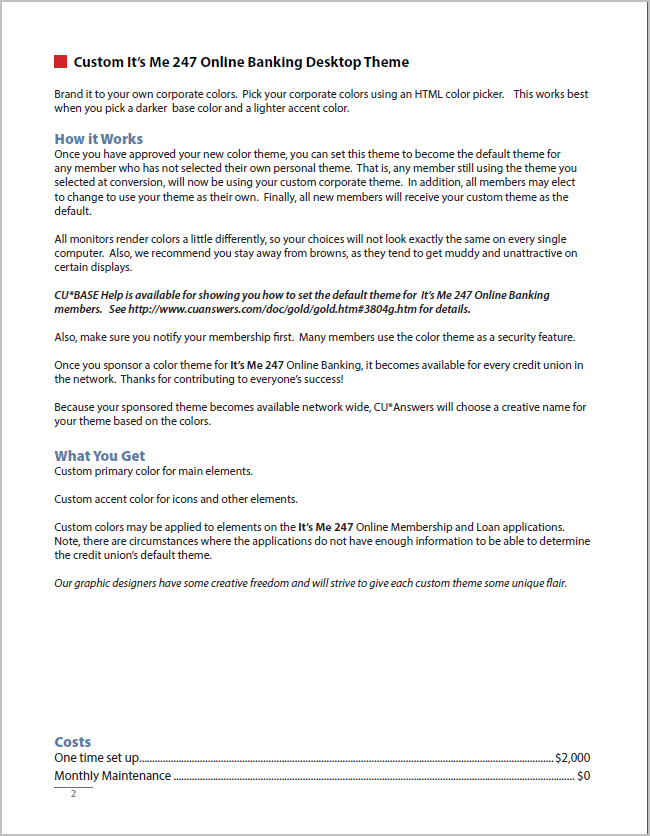 Custom It's Me 247 Online Banking Desktop Theme
Brand it to your own corporate colors. Pick your corporate colors using an HTML color picker. This works best
when you pick a darker base color and a lighter accent color.
How it Works
Once you have approved your new color theme, you can set this theme to become the default theme for
any member who has not selected their own personal theme. That is, any member still using the theme you
selected at conversion, will now be using your custom corporate theme. In addition, all members may elect
to change to use your theme as their own. Finally, all new members will receive your custom theme as the
default.
All monitors render colors a little differently, so your choices will not look exactly the same on every single
computer. Also, we recommend you stay away from browns, as they tend to get muddy and unattractive on
certain displays.
CU*BASE Help is available for showing you how to set the default theme for It's Me 247 Online Banking
members. See http://www.cuanswers.com/doc/gold/gold.htm#3804g.htm for details.
Also, make sure you notify your membership first. Many members use the color theme as a security feature.
Once you sponsor a color theme for It's Me 247 Online Banking, it becomes available for every credit union in
the network. Thanks for contributing to everyone's success!
Because your sponsored theme becomes available network wide, CU*Answers will choose a creative name for
your theme based on the colors.
What You Get
Custom primary color for main elements.
Custom accent color for icons and other elements.
Custom colors may be applied to elements on the It's Me 247 Online Membership and Loan applications.
Note, there are circumstances where the applications do not have enough information to be able to determine
the credit union's default theme.
Our graphic designers have some creative freedom and will strive to give each custom theme some unique flair.
Costs
One time set up........................................................ $2,000
Monthly Maintenance ........................................................ $0
2